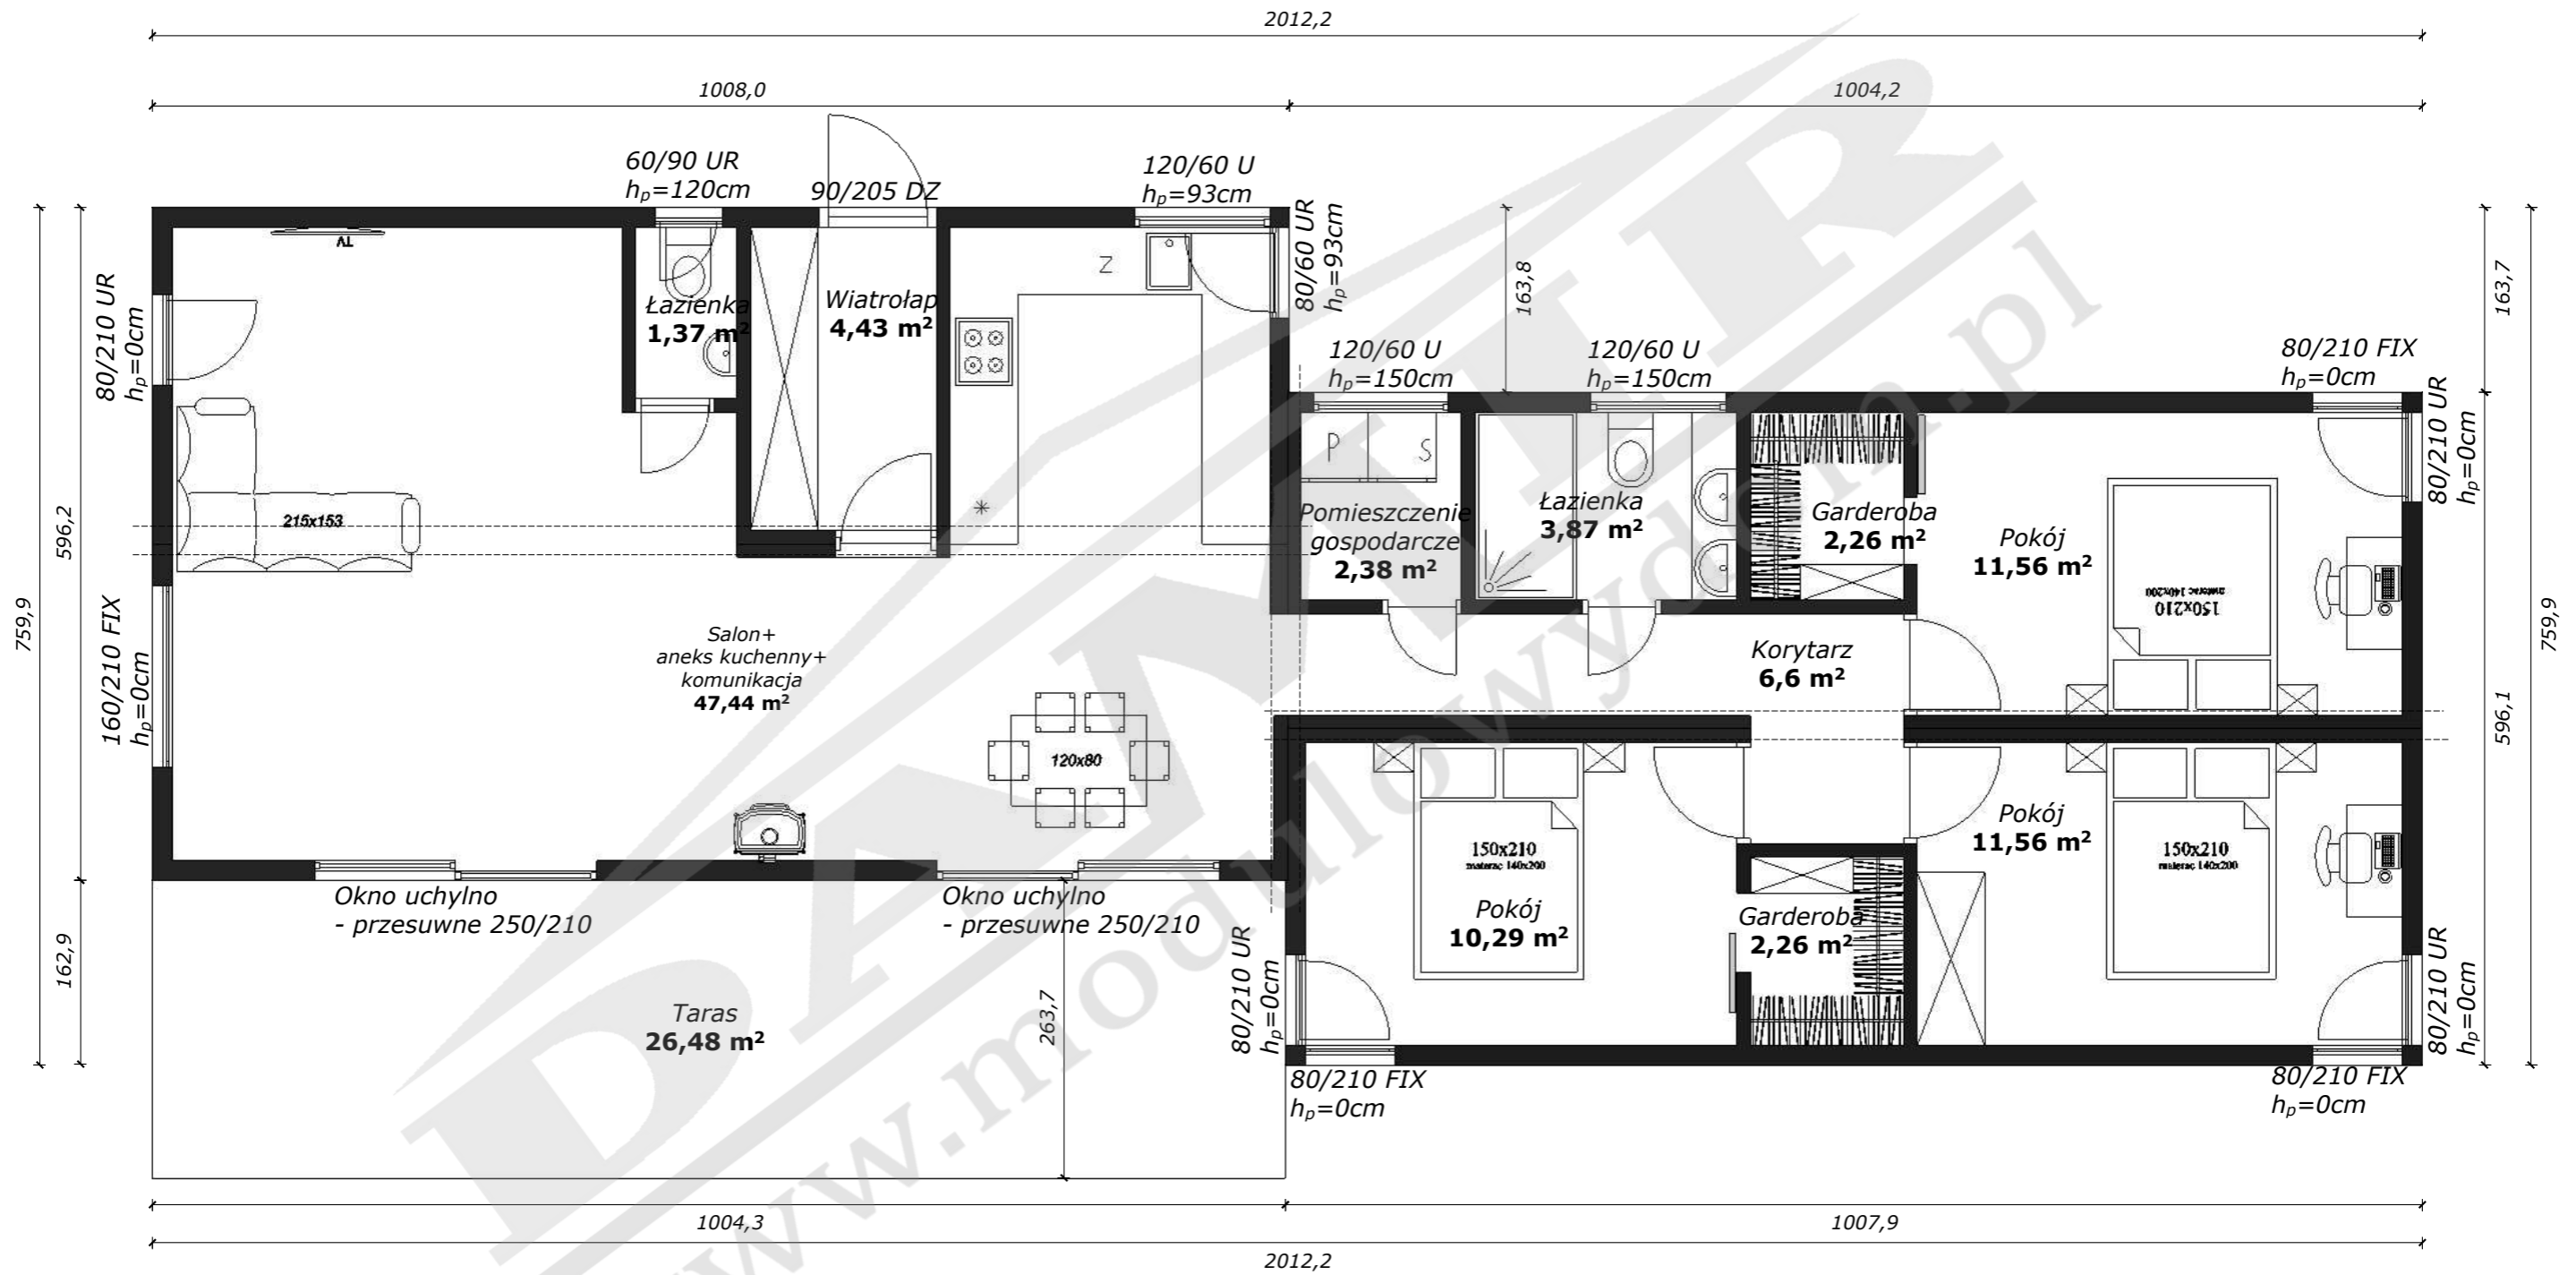 2012,2
1008,0
1004,2
60/90 UR
hₚ=120cm
90/205 DZ
120/60 U
hₚ=93cm
80/60 UR
hₚ=93cm
163,8
163,7
759,9
596,2
162,9
80/210 UR
hₚ=0cm
160/210 FIX
hₚ=0cm
TV
Łazienka
1,37 m²
Wiatrołap
4,43 m²
Z
215x153
Salon+
aneks kuchenny+
komunikacja
47,44 m²
120x80
120/60 U
hₚ=150cm
120/60 U
hₚ=150cm
80/210 FIX
hₚ=0cm
80/210 UR
hₚ=0cm
P
S
Pomieszczenie
gospodarcze
2,38 m²
Łazienka
3,87 m²
Garderoba
2,26 m²
Pokój
11,56 m²
150x210
materac 140x200
Korytarz
6,6 m²
596,1
759,9
Okno uchylno
- przesuwne 250/210
Okno uchylno
- przesuwne 250/210
Taras
26,48 m²
263,7
80/210 UR
hₚ=0cm
150x210
materac 140x200
Pokój
10,29 m²
Garderoba
2,26 m²
Pokój
11,56 m²
150x210
materac 140x200
80/210 UR
hₚ=0cm
80/210 FIX
hₚ=0cm
80/210 FIX
hₚ=0cm
1004,3
1007,9
2012,2
DAMIR
www.modulowydom.pl